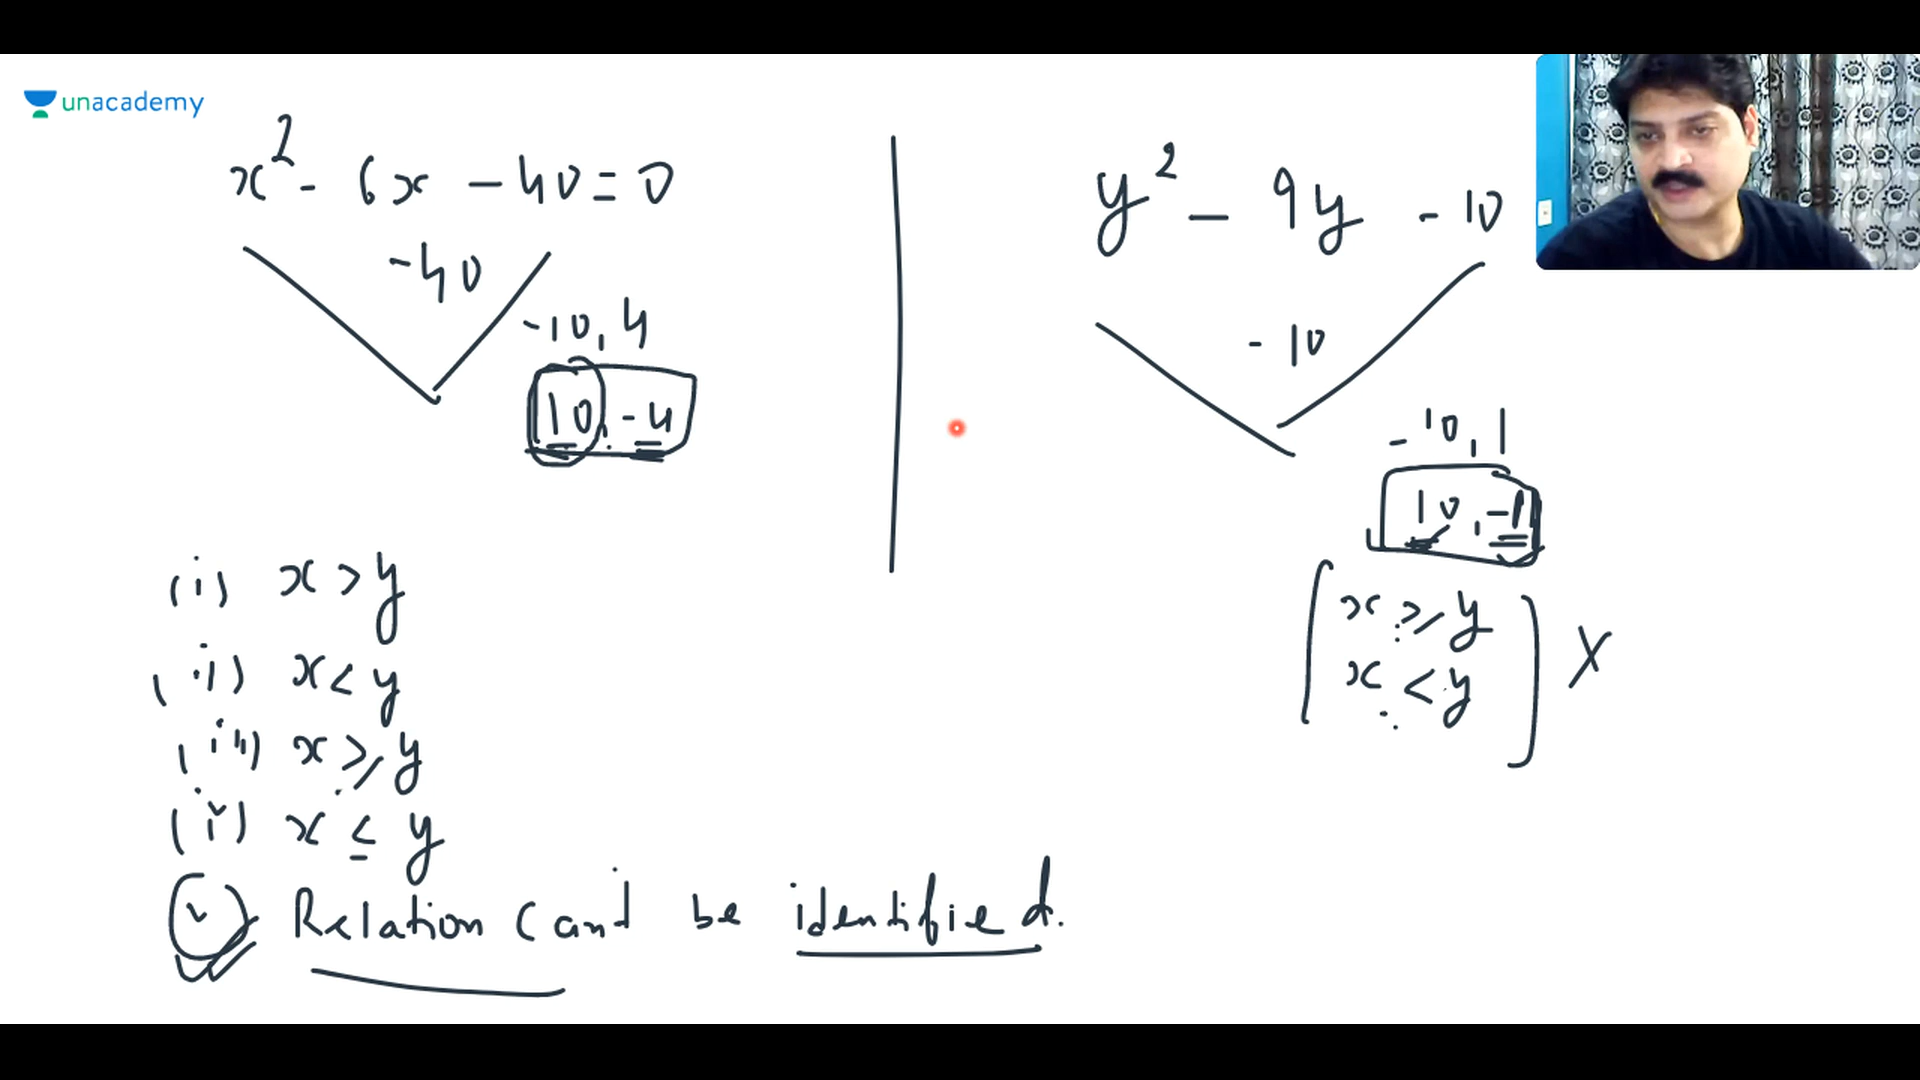 unacademy
x² - 6x - 40 = 0
-40
-10, 4
10, -4
y² - 9y - 10
-10
-10, 1
10, -1
x ≥ y
x < y
X
(i) x > y
(ii) x < y
(iii) x ≥ y
(iv) x ≤ y
(v) Relation can't be identified.